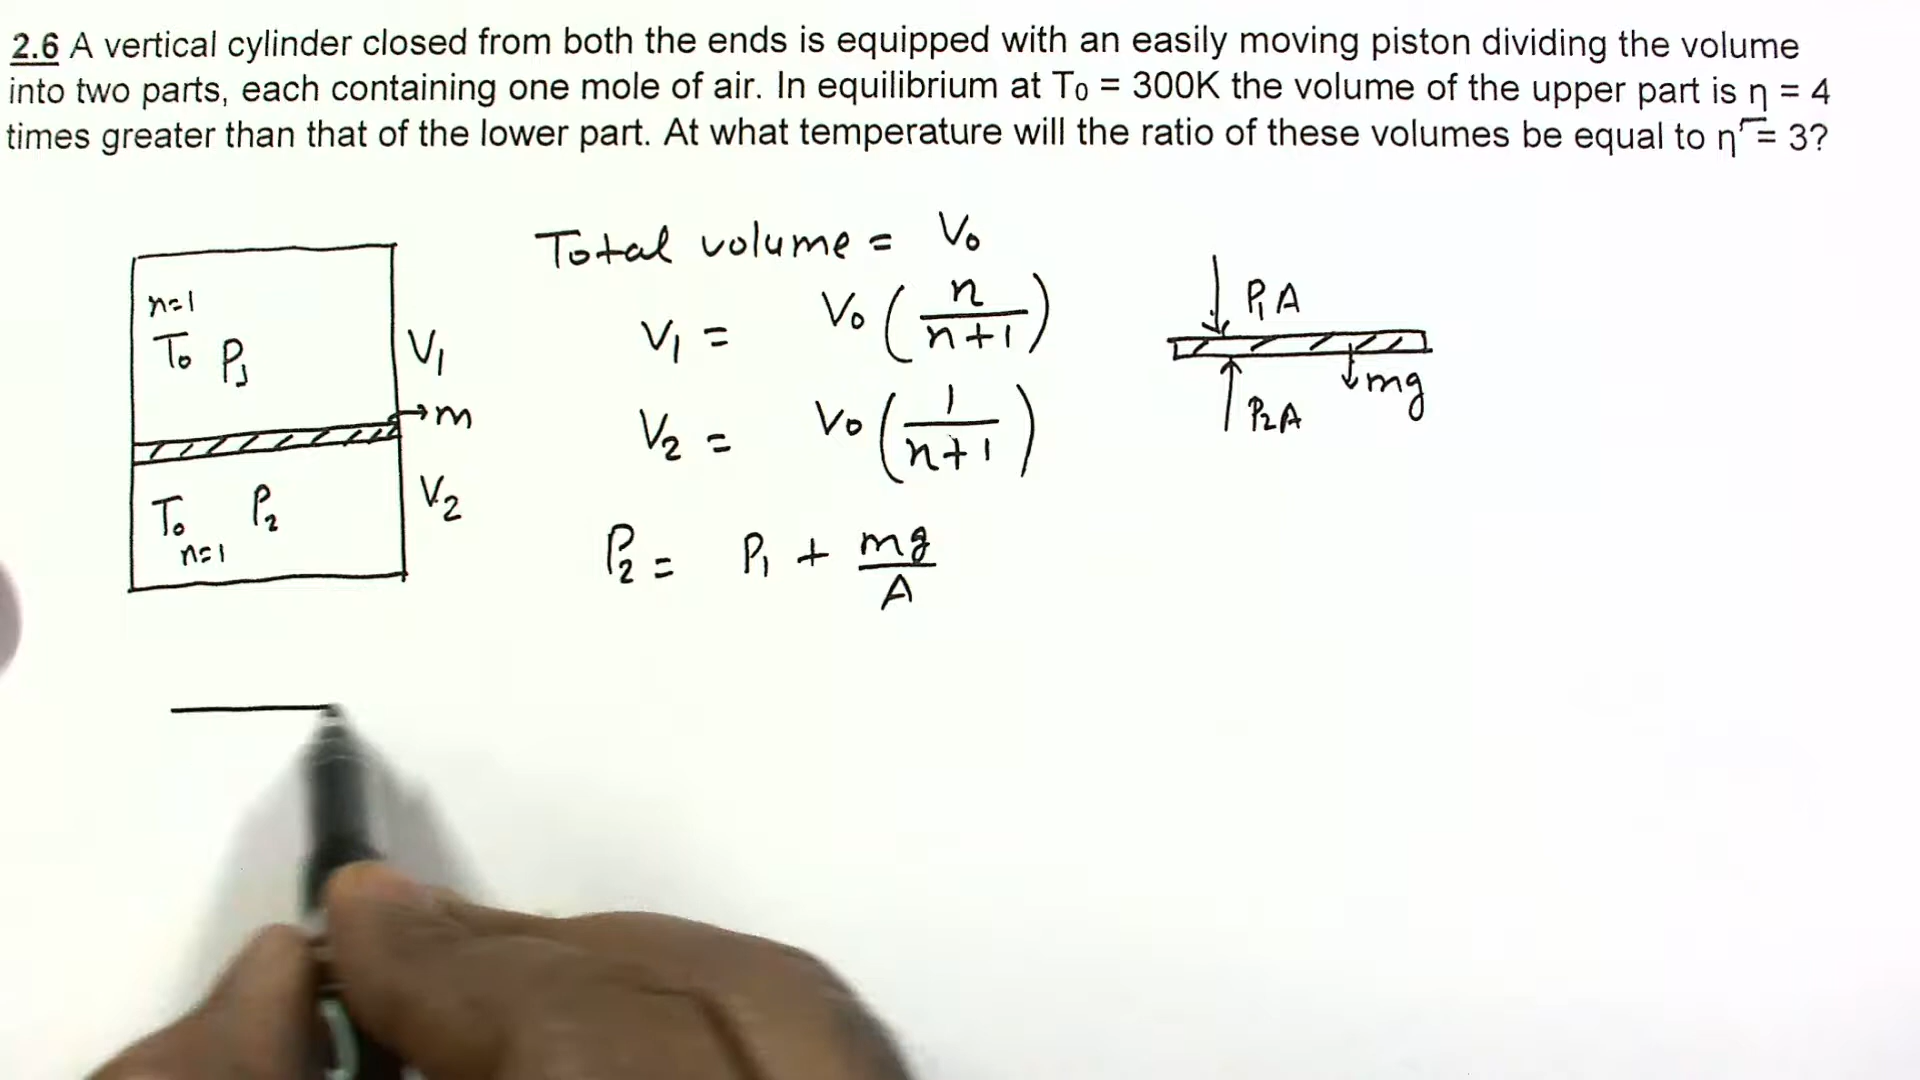 2.6 A vertical cylinder closed from both the ends is equipped with an easily moving piston dividing the volume
into two parts, each containing one mole of air. In equilibrium at T₀ = 300K the volume of the upper part is η = 4
times greater than that of the lower part. At what temperature will the ratio of these volumes be equal to η' = 3?
Total volume = V₀
n=1
T₀ P₁
V₁
V₁ = V₀ (n/(n+1))
P₁A
→m
mg
V₂ = V₀ (1/(n+1))
P₂A
T₀ P₂
V₂
n=1
P₂ = P₁ + mg/A